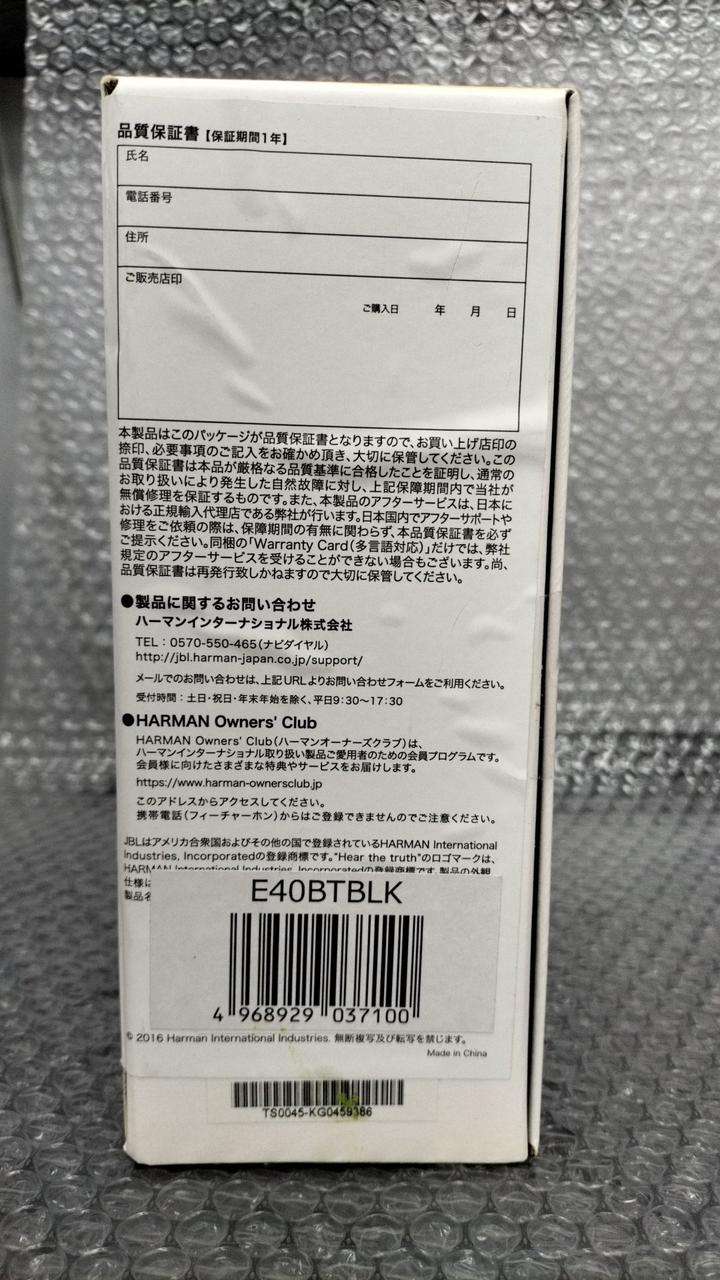 品質保証書【保証期間1年】
氏名
電話番号
住所
ご販売店印
ご購入日 年 月 日
本製品はこのパッケージが品質保証書となりますので、お買い上げ店印の
捺印、必要事項のご記入をお確かめ頂き、大切に保管してください。この
品質保証書は本品が厳格なる品質基準に合格したことを証明し、通常の
お取り扱いにより発生した自然故障に対し、上記保障期間内で当社が
無償修理を保証するものです。また、本製品のアフターサービスは、日本に
おける正規輸入代理店である弊社が行います。日本国内でアフターサポートや
修理をご依頼の際は、保障期間の有無に関わらず、本品質保証書を必ず
ご提示ください。同梱の「Warranty Card(多言語対応)」だけでは、弊社
規定のアフターサービスを受けることができない場合もございます。尚、
品質保証書は再発行致しかねますので大切に保管してください。
●製品に関するお問い合わせ
ハーマンインターナショナル株式会社
TEL：0570-550-465(ナビダイヤル)
http://jbl.harman-japan.co.jp/support/
メールでのお問い合わせは、上記URLよりお問い合わせフォームをご利用ください。
受付時間：土日・祝日・年末年始を除く、平日9:30〜17:30
●HARMAN Owners' Club
HARMAN Owners' Club(ハーマンオーナーズクラブ)は、
ハーマンインターナショナル取り扱い製品ご愛用者のための会員プログラムです。
会員様に向けたさまざまな特典やサービスをお届けします。
https://www.harman-ownersclub.jp
このアドレスからアクセスしてください。
携帯電話(フィーチャーホン)からはご登録できませんのでご注意ください。
JBLはアメリカ合衆国およびその他の国で登録されているHARMAN International
Industries, Incorporatedの登録商標です。"Hear the truth"のロゴマークは、
HARMAN International Industries, Incorporatedの登録商標です。製品の外観
仕様は
製品名
E40BTBLK
4 968929 037100
© 2016 Harman International Industries. 無断複写及び転写を禁じます。
Made in China
TS0045-KG0459386